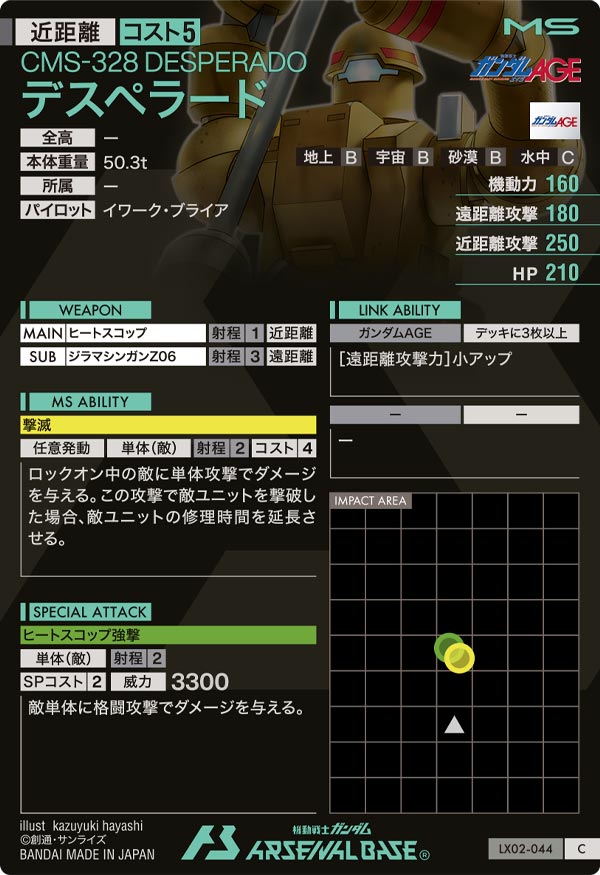 近距離 コスト5
MS
CMS-328 DESPERADO
デスペラード
機動戦士 ガンダムAGE
ガンダムAGE
全高 ー
本体重量 50.3t
所属 ー
パイロット イワーク・ブライア
地上 B 宇宙 B 砂漠 B 水中 C
機動力 160
遠距離攻撃 180
近距離攻撃 250
HP 210
WEAPON
MAIN ヒートスコップ 射程 1 近距離
SUB ジラマシンガンZ06 射程 3 遠距離
MS ABILITY
撃滅
任意発動 単体(敵) 射程 2 コスト 4
ロックオン中の敵に単体攻撃でダメージ
を与える。この攻撃で敵ユニットを撃破し
た場合、敵ユニットの修理時間を延長さ
せる。
SPECIAL ATTACK
ヒートスコップ強撃
単体(敵) 射程 2
SPコスト 2 威力 3300
敵単体に格闘攻撃でダメージを与える。
LINK ABILITY
ガンダムAGE デッキに3枚以上
[遠距離攻撃力]小アップ
ー ー
ー
IMPACT AREA
illust kazuyuki hayashi
©創通・サンライズ
BANDAI MADE IN JAPAN
機動戦士ガンダム
ARSENAL BASE®
LX02-044 C